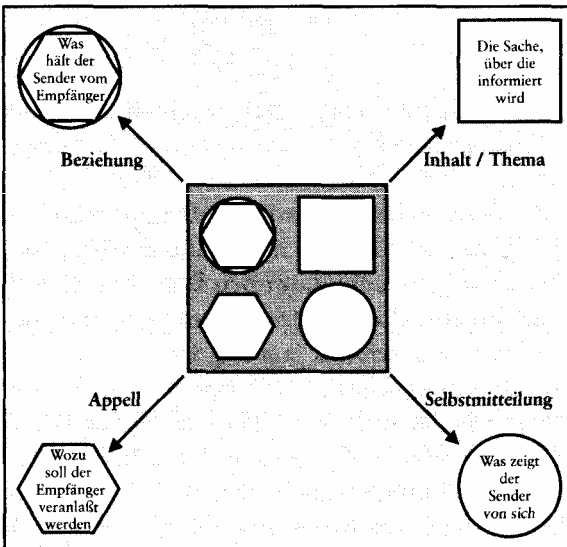 Was
hält der
Sender vom
Empfänger
Die Sache,
über die
informiert
wird
Beziehung
Inhalt / Thema
Appell
Selbstmitteilung
Wozu
soll der
Empfänger
veranlaßt
werden
Was zeigt
der
Sender
von sich